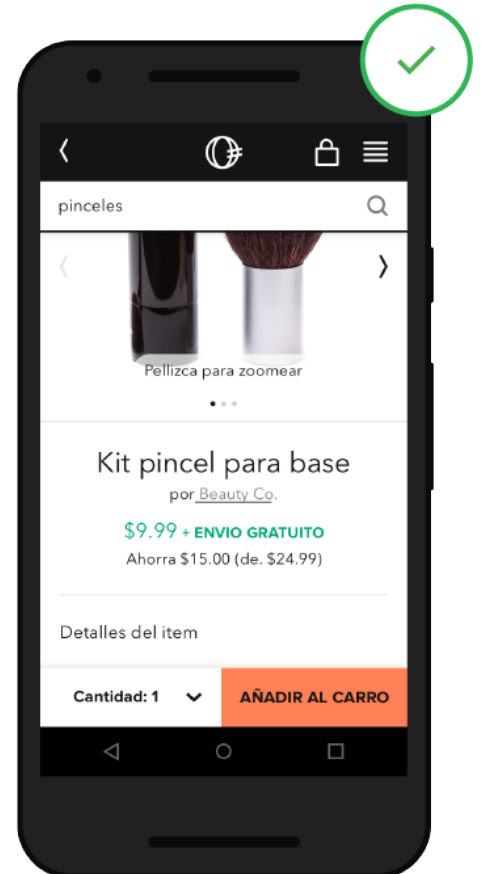 pinceles
Pellizca para zoomear
Kit pincel para base
por Beauty Co.
$9.99 + ENVIO GRATUITO
Ahorra $15.00 (de. $24.99)
Detalles del item
Cantidad: 1 AÑADIR AL CARRO